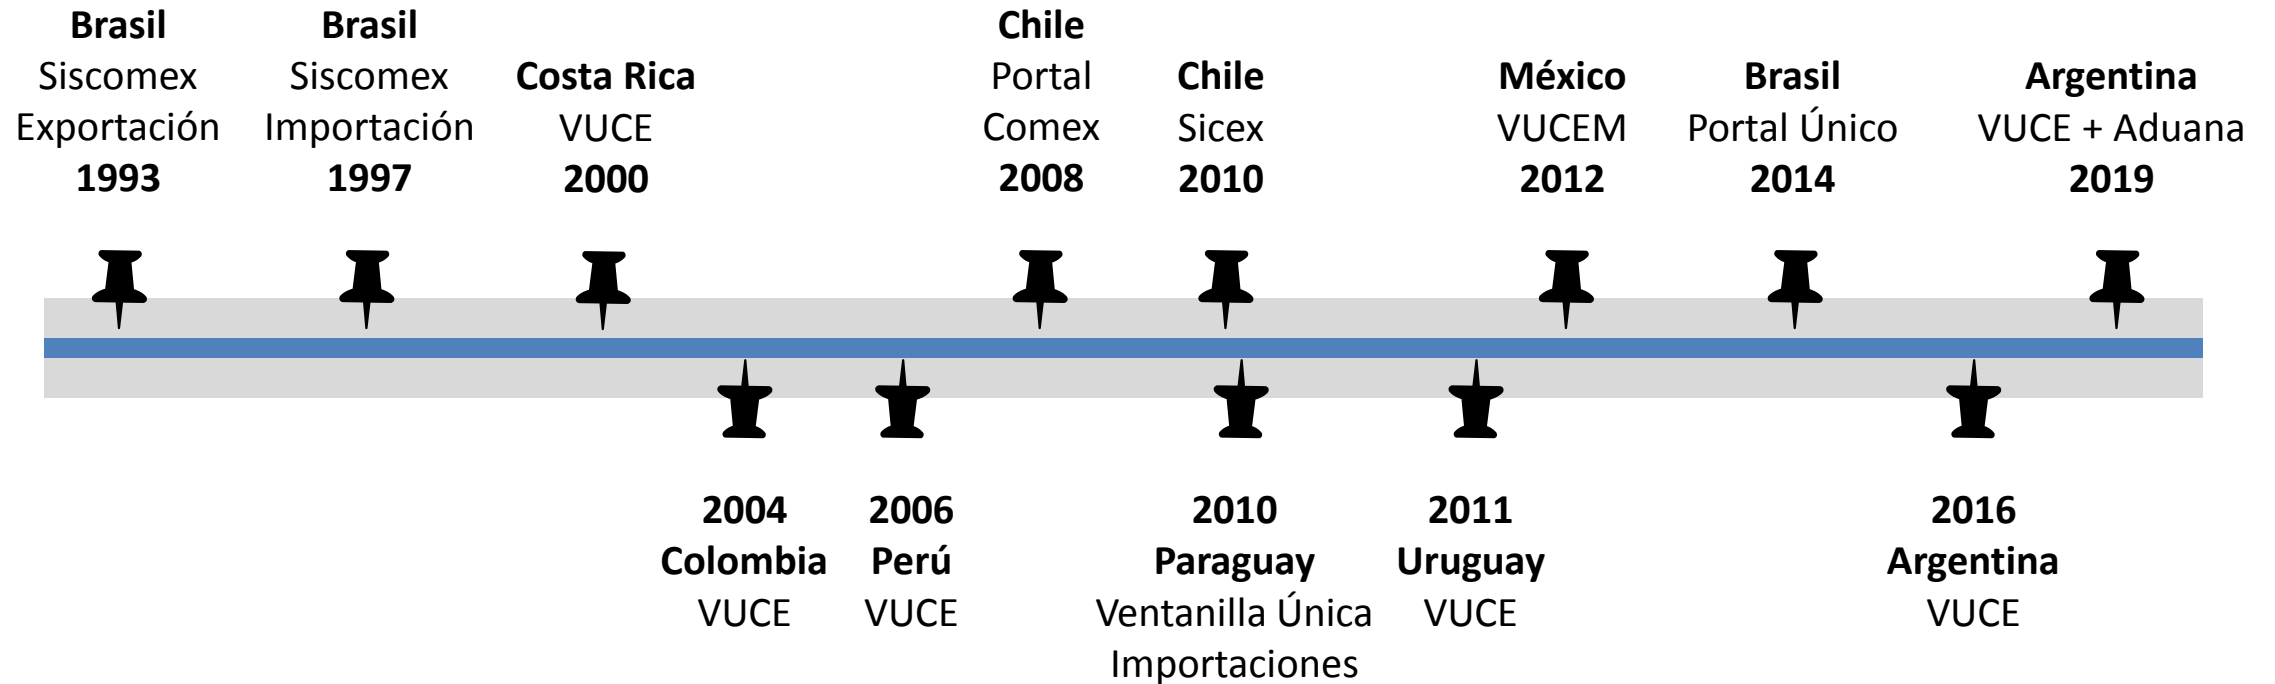 Brasil
Siscomex
Exportación
1993
Brasil
Siscomex
Importación
1997
Costa Rica
VUCE
2000
Chile
Portal
Comex
2008
Chile
Sicex
2010
México
VUCEM
2012
Brasil
Portal Único
2014
Argentina
VUCE + Aduana
2019
2004
Colombia
VUCE
2006
Perú
VUCE
2010
Paraguay
Ventanilla Única
Importaciones
2011
Uruguay
VUCE
2016
Argentina
VUCE